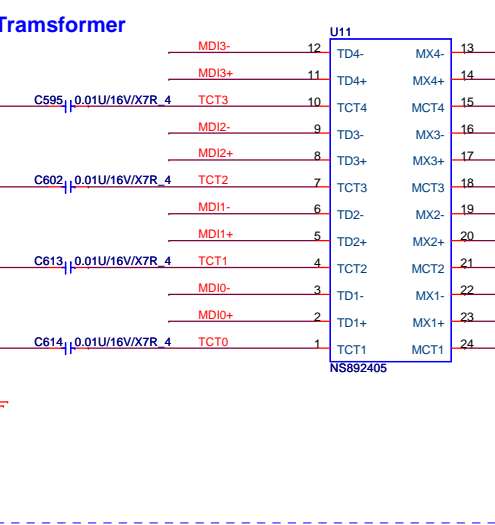 Tramsformer
U11
MDI3- 12 TD4- MX4- 13
MDI3+ 11 TD4+ MX4+ 14
C595 0.01U/16V/X7R_4 TCT3 10 TCT4 MCT4 15
MDI2- 9 TD3- MX3- 16
MDI2+ 8 TD3+ MX3+ 17
C602 0.01U/16V/X7R_4 TCT2 7 TCT3 MCT3 18
MDI1- 6 TD2- MX2- 19
MDI1+ 5 TD2+ MX2+ 20
C613 0.01U/16V/X7R_4 TCT1 4 TCT2 MCT2 21
MDI0- 3 TD1- MX1- 22
MDI0+ 2 TD1+ MX1+ 23
C614 0.01U/16V/X7R_4 TCT0 1 TCT1 MCT1 24
NS892405